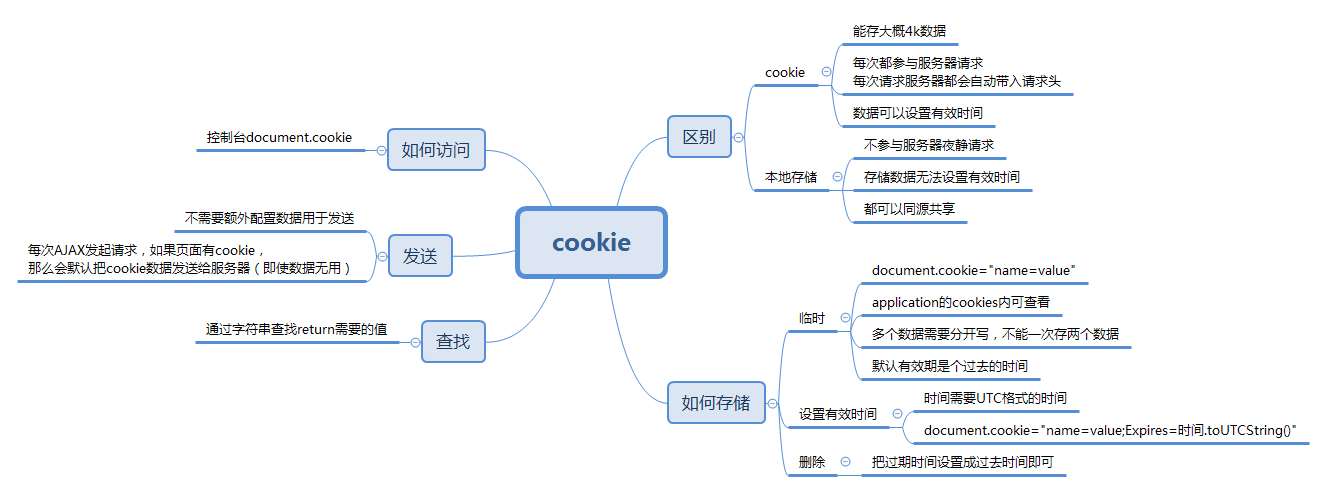 cookie
区别
cookie
能存大概4k数据
每次都参与服务器请求
每次请求服务器都会自动带入请求头
数据可以设置有效时间
本地存储
不参与服务器夜静请求
存储数据无法设置有效时间
都可以同源共享
如何存储
临时
document.cookie="name=value"
application的cookies内可查看
多个数据需要分开写，不能一次存两个数据
默认有效期是个过去的时间
设置有效时间
时间需要UTC格式的时间
document.cookie="name=value;Expires=时间.toUTCString()"
删除
把过期时间设置成过去时间即可
如何访问
控制台document.cookie
发送
不需要额外配置数据用于发送
每次AJAX发起请求，如果页面有cookie，
那么会默认把cookie数据发送给服务器（即使数据无用）
查找
通过字符串查找return需要的值